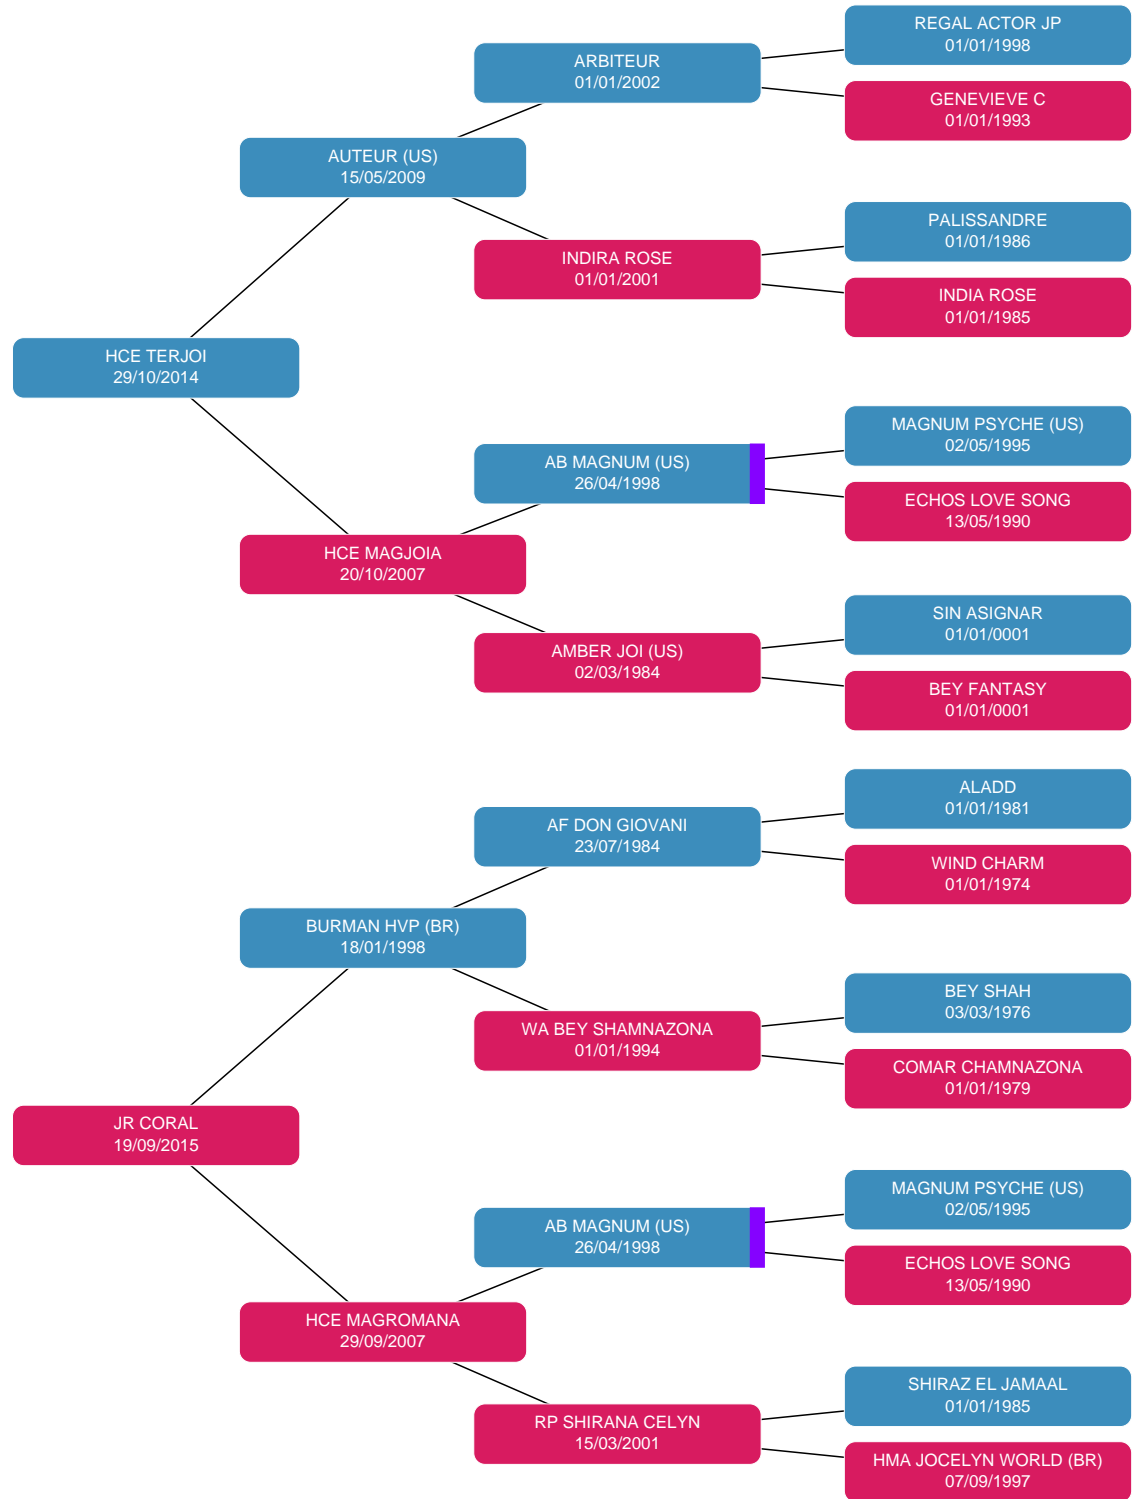 REGAL ACTOR JP
01/01/1998
ARBITEUR
01/01/2002
GENEVIEVE C
01/01/1993
AUTEUR (US)
15/05/2009
PALISSANDRE
01/01/1986
INDIRA ROSE
01/01/2001
INDIA ROSE
01/01/1985
HCE TERJOI
29/10/2014
MAGNUM PSYCHE (US)
02/05/1995
AB MAGNUM (US)
26/04/1998
ECHOS LOVE SONG
13/05/1990
HCE MAGJOIA
20/10/2007
SIN ASIGNAR
01/01/0001
AMBER JOI (US)
02/03/1984
BEY FANTASY
01/01/0001
ALADD
01/01/1981
AF DON GIOVANI
23/07/1984
WIND CHARM
01/01/1974
BURMAN HVP (BR)
18/01/1998
BEY SHAH
03/03/1976
WA BEY SHAMNAZONA
01/01/1994
COMAR CHAMNAZONA
01/01/1979
JR CORAL
19/09/2015
MAGNUM PSYCHE (US)
02/05/1995
AB MAGNUM (US)
26/04/1998
ECHOS LOVE SONG
13/05/1990
HCE MAGROMANA
29/09/2007
SHIRAZ EL JAMAAL
01/01/1985
RP SHIRANA CELYN
15/03/2001
HMA JOCELYN WORLD (BR)
07/09/1997